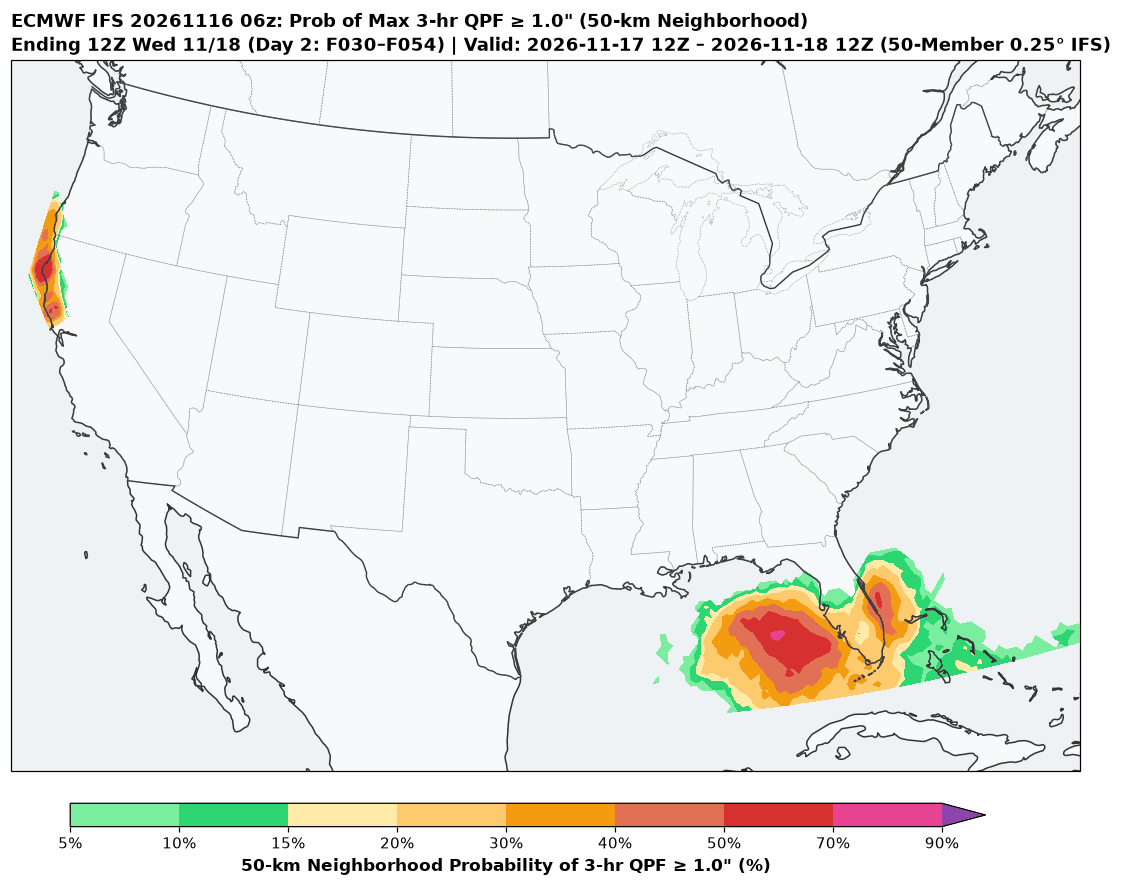 ECMWF IFS 20261116 06z: Prob of Max 3-hr QPF ≥ 1.0" (50-km Neighborhood)
Ending 12Z Wed 11/18 (Day 2: F030–F054) | Valid: 2026-11-17 12Z – 2026-11-18 12Z (50-Member 0.25° IFS)
5% 10% 15% 20% 30% 40% 50% 70% 90%
50-km Neighborhood Probability of 3-hr QPF ≥ 1.0" (%)